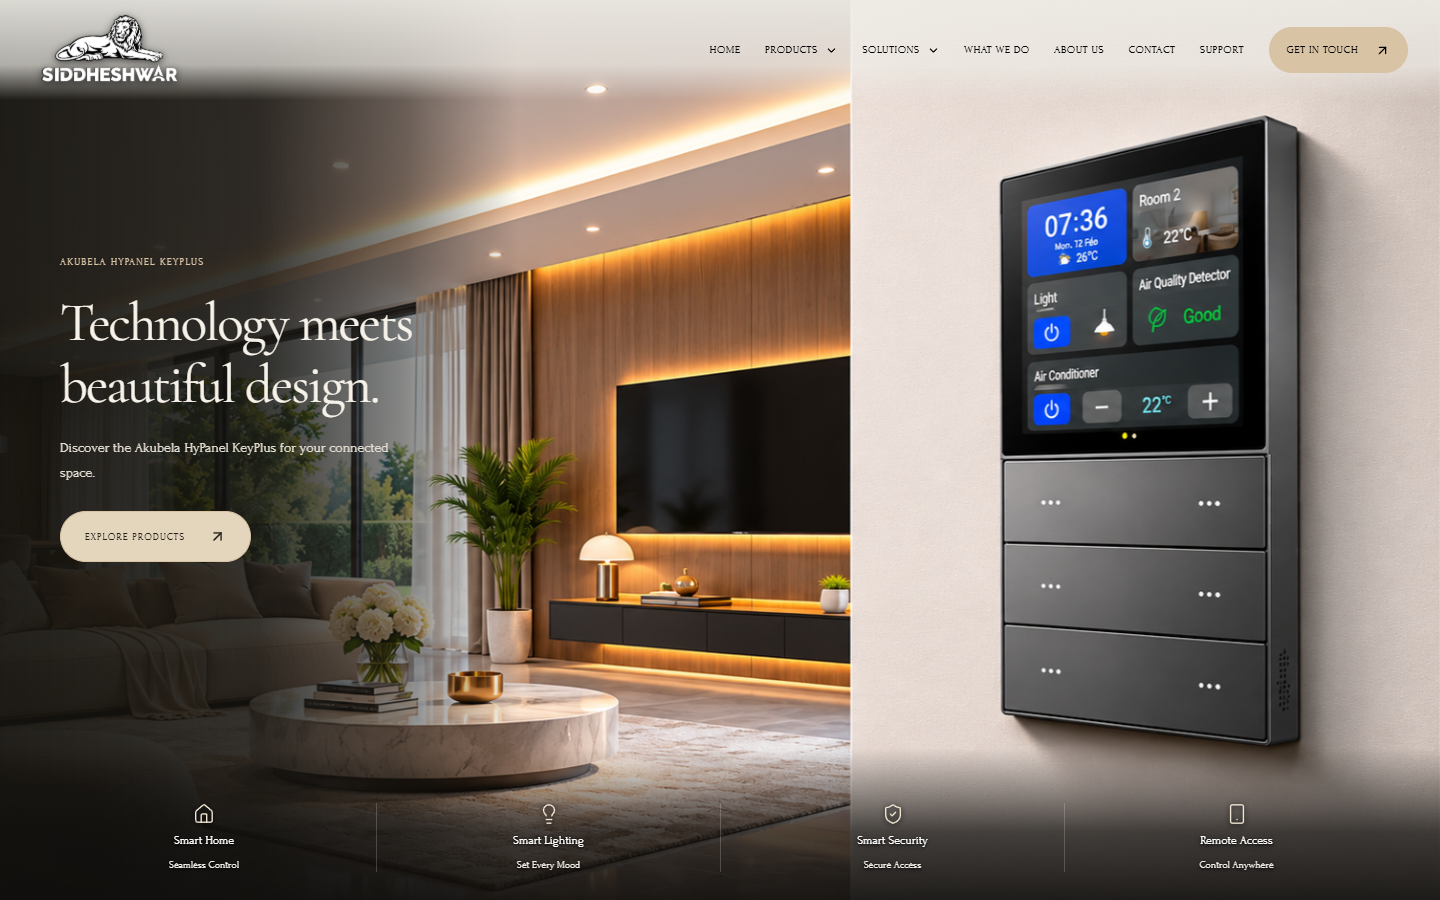 SIDDHESHWAR
HOME
PRODUCTS
SOLUTIONS
WHAT WE DO
ABOUT US
CONTACT
SUPPORT
GET IN TOUCH
AKUBELA HYPANEL KEYPLUS
Technology meets
beautiful design.
Discover the Akubela HyPanel KeyPlus for your connected
space.
EXPLORE PRODUCTS
07:36
Mon. 12 Féo
26°C
Room 2
22°C
Light
Air Quality Detector
Good
Air Conditioner
22°C
Smart Home
Seamless Control
Smart Lighting
Set Every Mood
Smart Security
Secure Access
Remote Access
Control Anywhere